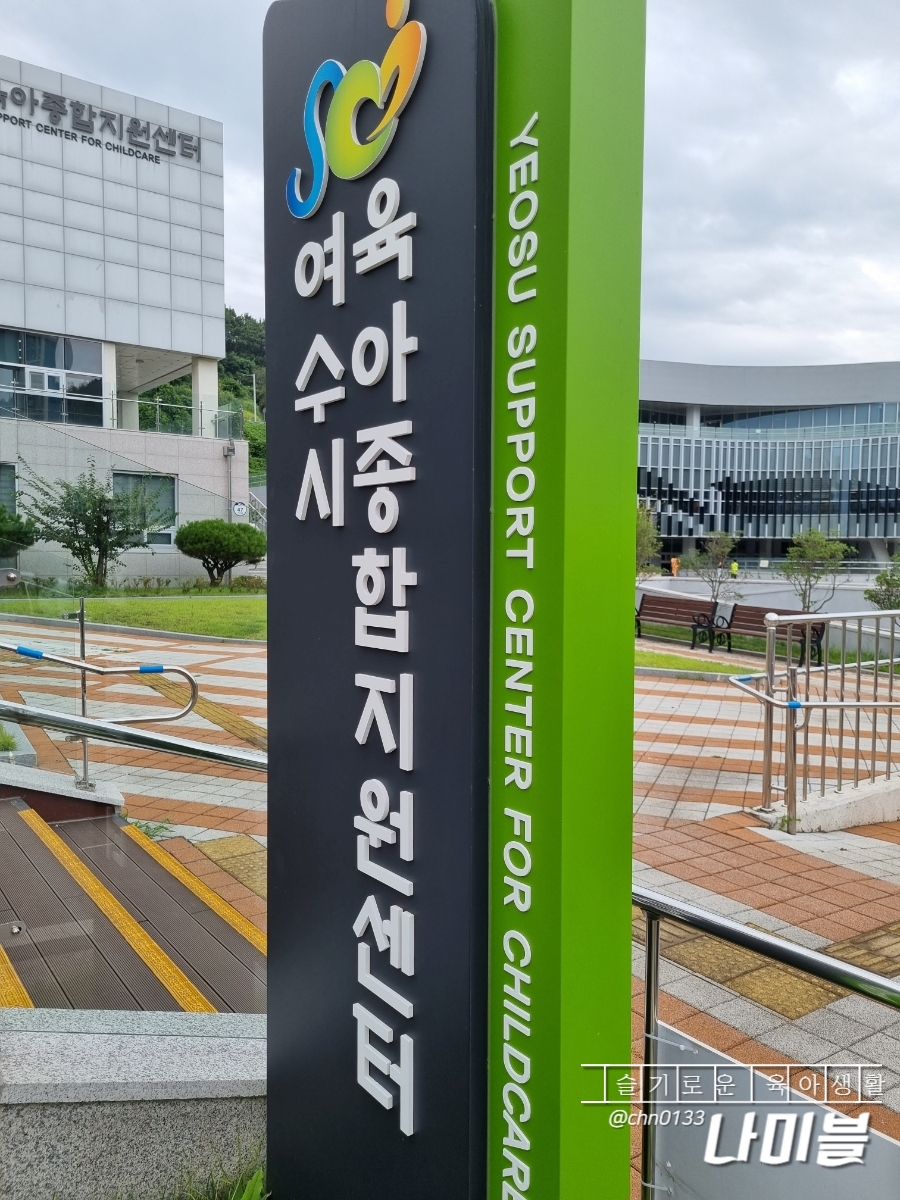 육아종합지원센터
SUPPORT CENTER FOR CHILDCARE
sci
여수시
육아종합지원센터
YEOSU SUPPORT CENTER FOR CHILDCARE
47
슬기로운 육아생활
@chn0133
나미블